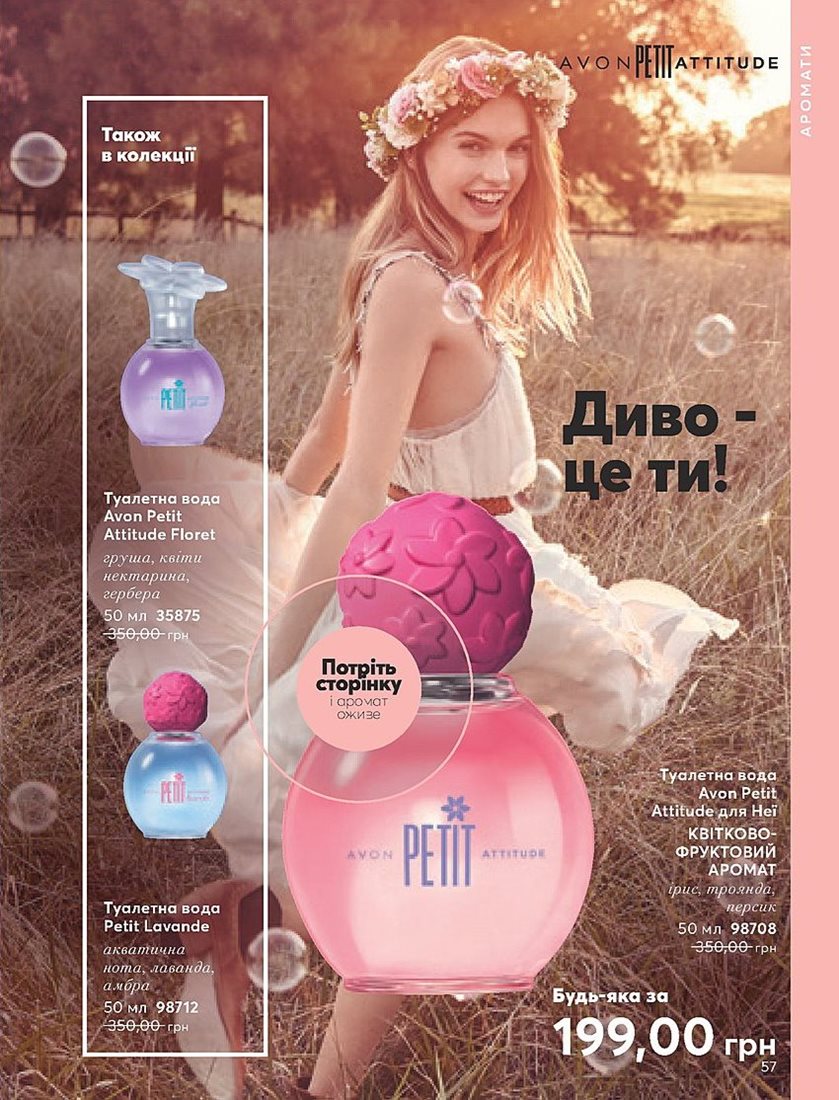 AVON PETIT ATTITUDE
АРОМАТИ
Також
в колекції
PETIT
Туалетна вода
Avon Petit
Attitude Floret
груша, квіти
нектарина,
гербера
50 мл 35875
350,00 грн
PETIT
Туалетна вода
Petit Lavande
акватична
нота, лаванда,
амбра
50 мл 98712
350,00 грн
Диво -
це ти!
Потріть
сторінку
і аромат
оживе
AVON PETIT ATTITUDE
Туалетна вода
Avon Petit
Attitude для Неї
КВІТКОВО-
ФРУКТОВИЙ
АРОМАТ
ірис, троянда,
персик
50 мл 98708
350,00 грн
Будь-яка за
199,00 грн
57